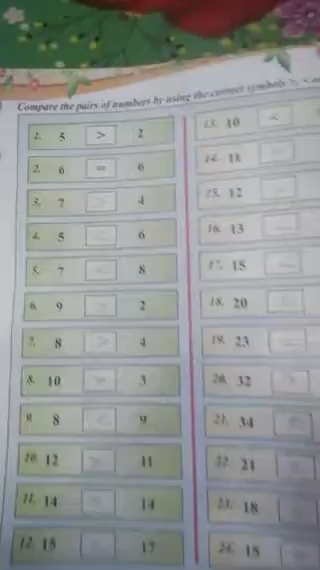 Compare the pairs of numbers by using the correct symbols >, <
1. 5 > 2
2. 6 = 6
3. 7 > 4
4. 5 6
5. 7 < 8
6. 9 2
7. 8 > 4
8. 10 3
9. 8 < 9
10. 12 > 11
11. 14 14
12. 18 17
13. 10 <
14. 11
15. 12
16. 13
17. 15
18. 20
19. 23
20. 32
21. 34
22. 21
23. 18
24. 18